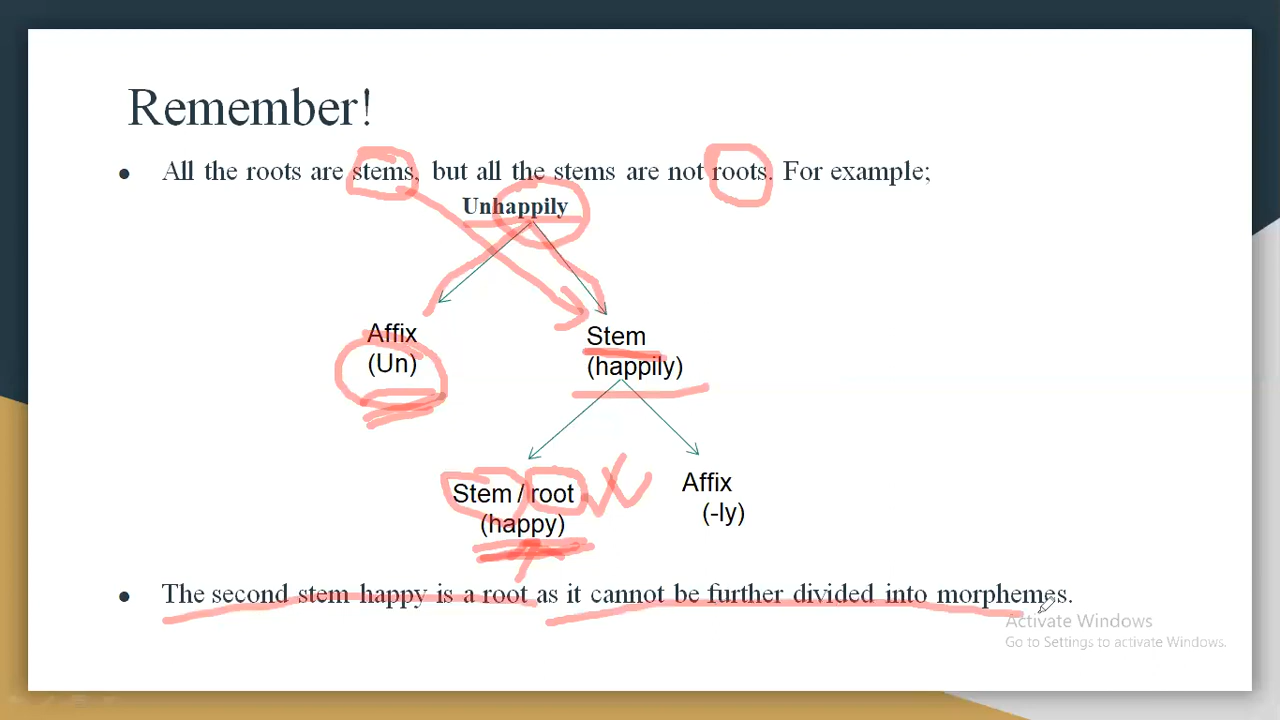 Remember!
• All the roots are stems, but all the stems are not roots. For example;
Unhappily
Affix Stem
(Un) (happily)
Stem / root Affix
(happy) (-ly)
• The second stem happy is a root as it cannot be further divided into morphemes.
Activate Windows
Go to Settings to activate Windows.